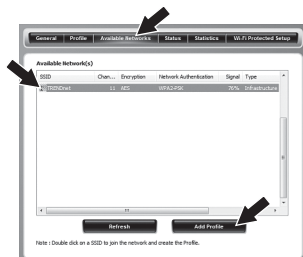 General Profile Available Networks Status Statistics Wi-Fi Protected Setup
Available Network(s)
SSID Chan... Encryption Network Authentication Signal Type
TRENDnet 11 AES WPA2-PSK 76% Infrastructure
Refresh Add Profile
Note : Double click on a SSID to join the network and create the Profile.